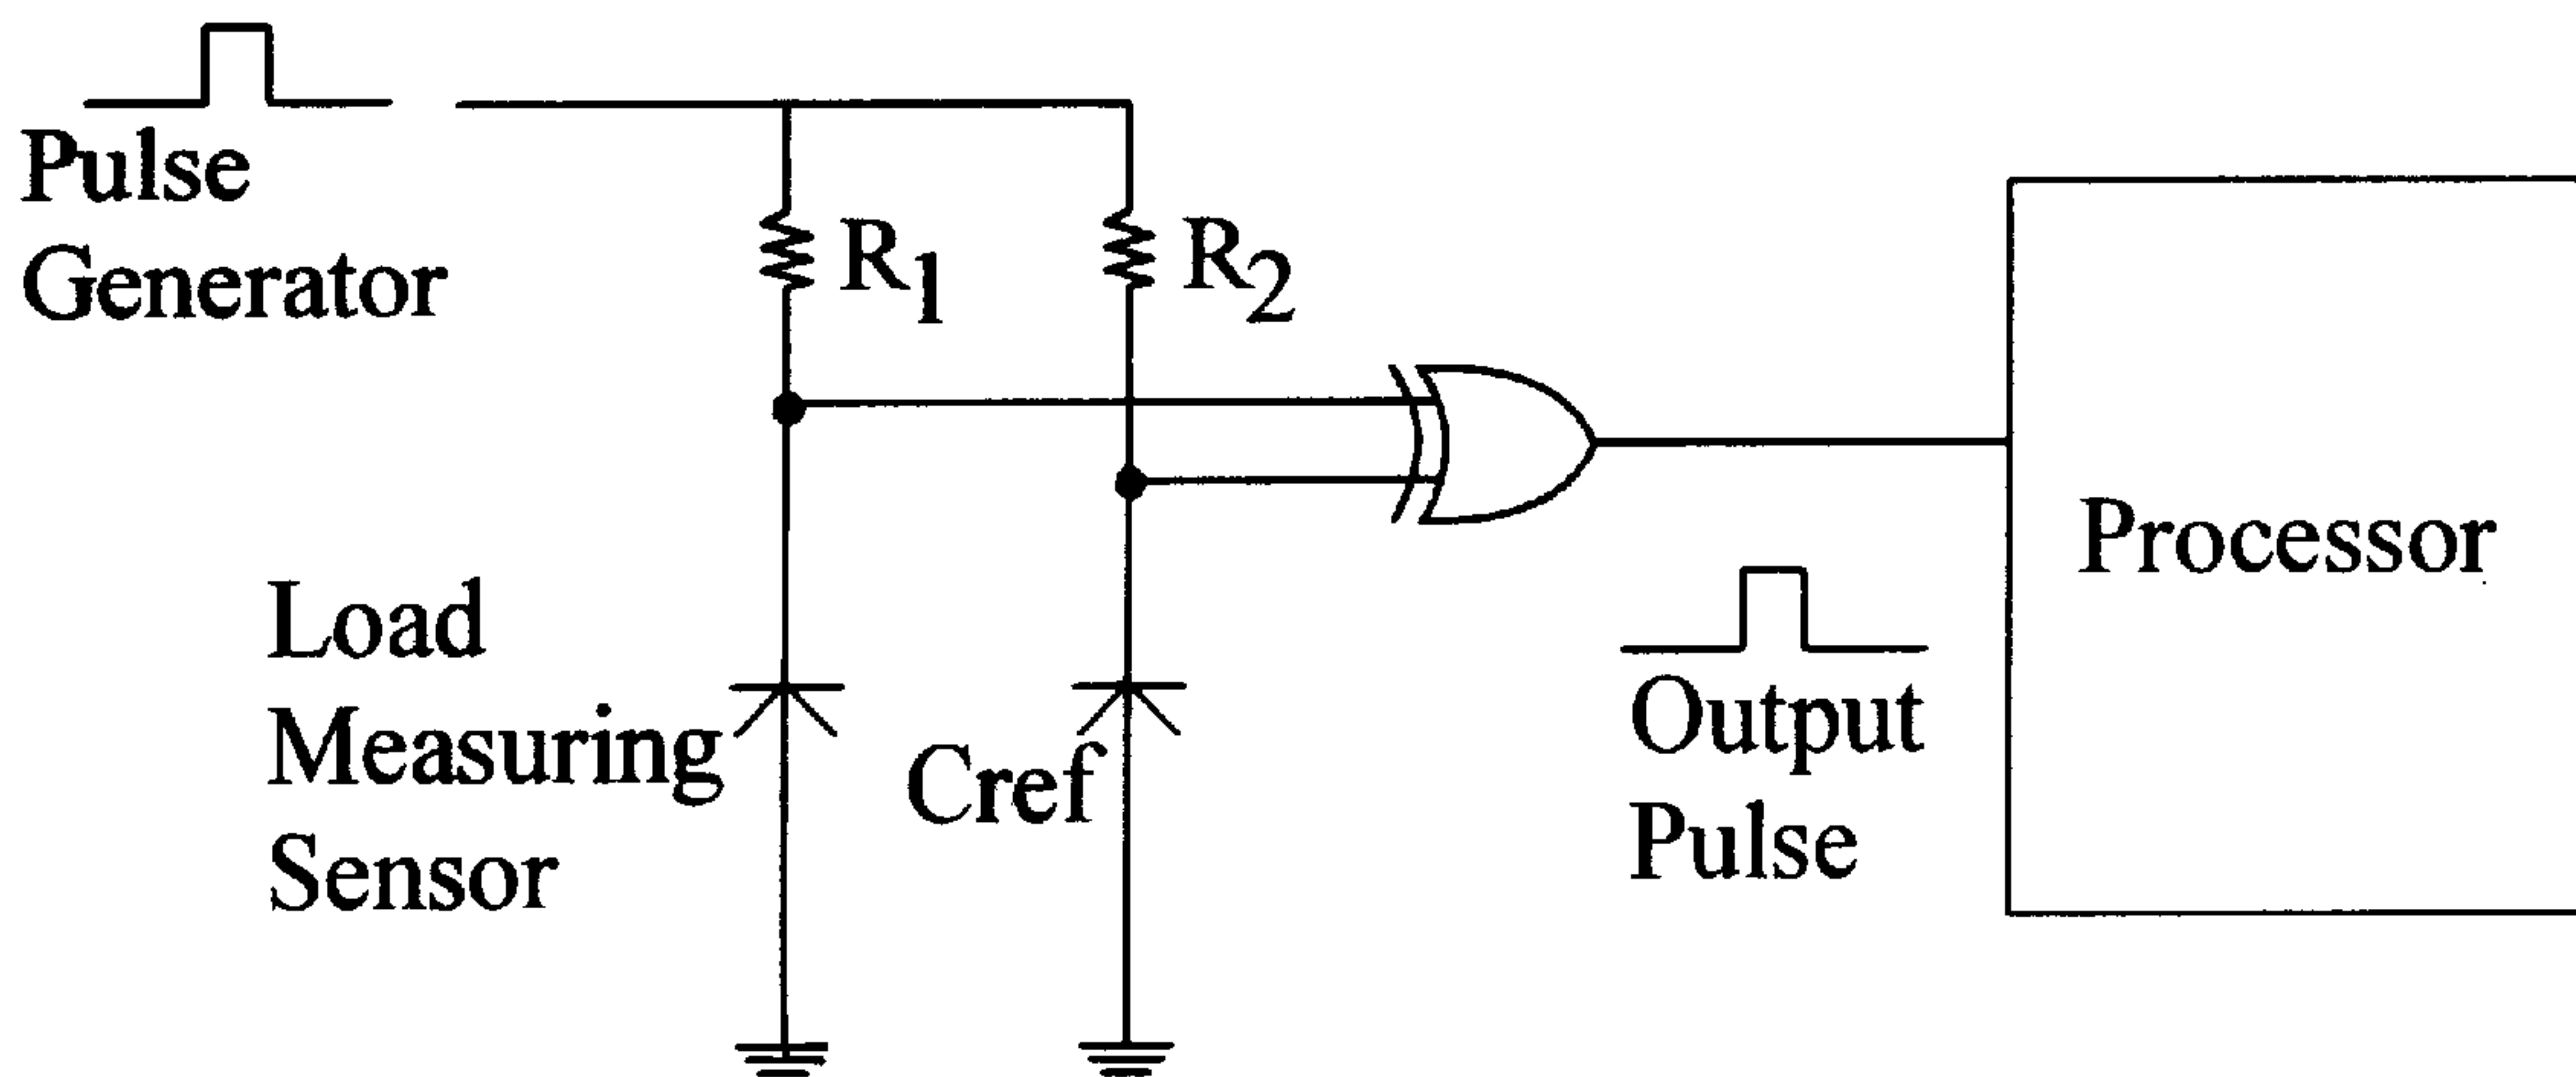 Pulse
Generator
R1
R2
Load
Measuring
Sensor
Cref
Output
Pulse
Processor